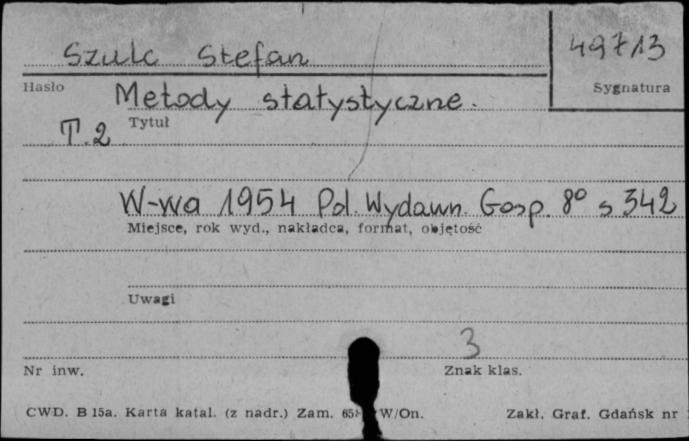 Szulc Stefan 49713
Hasło Sygnatura
Metody statystyczne.
Tytuł
T. 2
W-wa 1954 Pol. Wydawn. Gosp. 8° s 342
Miejsce, rok wyd., nakładca, format, objętość
Uwagi
3
Nr inw. Znak klas.
CWD. B 15a. Karta katal. (z nadr.) Zam. W/On. Zakł. Graf. Gdańsk nr